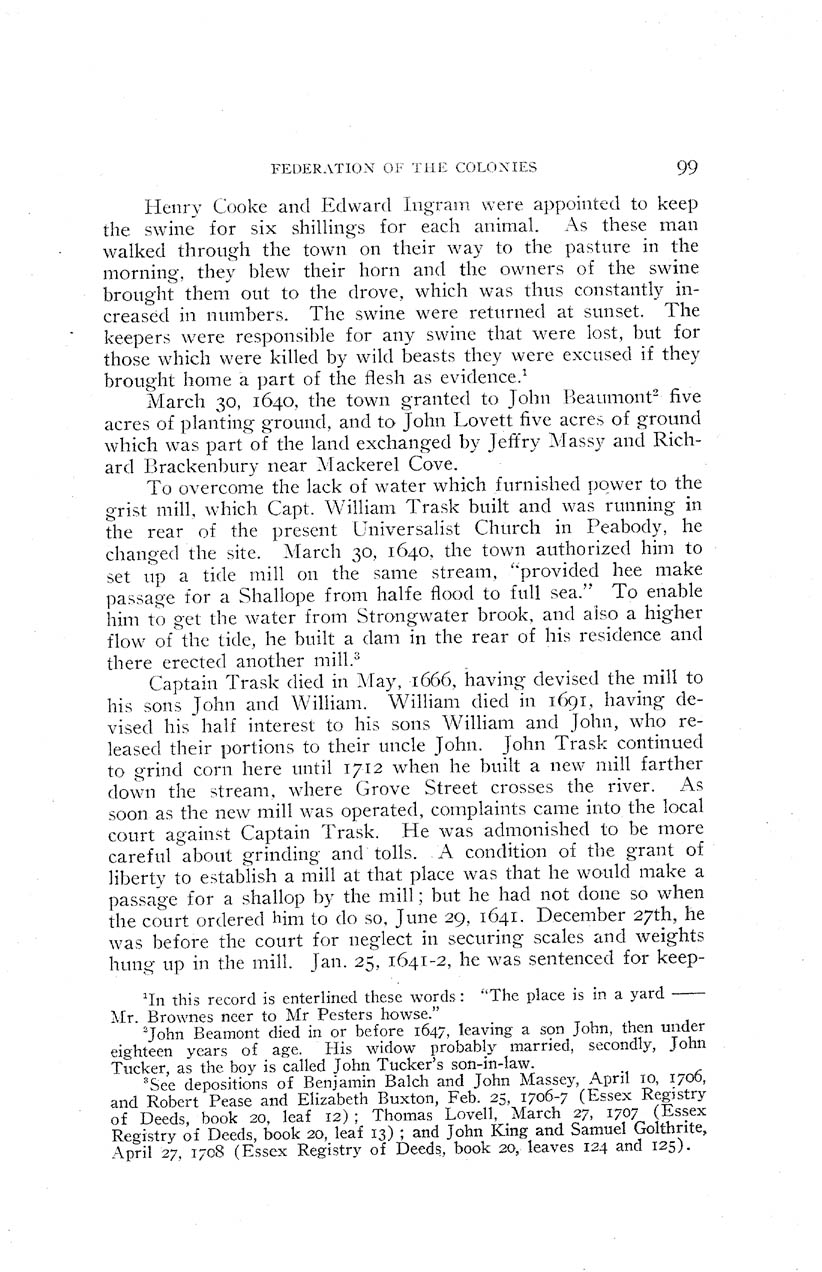 FEDERATION OF THE COLONIES 99
Henry Cooke and Edward Ingram were appointed to keep
the swine for six shillings for each animal. As these man
walked through the town on their way to the pasture in the
morning, they blew their horn and the owners of the swine
brought them out to the drove, which was thus constantly in-
creased in numbers. The swine were returned at sunset. The
keepers were responsible for any swine that were lost, but for
those which were killed by wild beasts they were excused if they
brought home a part of the flesh as evidence.¹
March 30, 1640, the town granted to John Beaumont² five
acres of planting ground, and to John Lovett five acres of ground
which was part of the land exchanged by Jeffry Massy and Rich-
ard Brackenbury near Mackerel Cove.
To overcome the lack of water which furnished power to the
grist mill, which Capt. William Trask built and was running in
the rear of the present Universalist Church in Peabody, he
changed the site. March 30, 1640, the town authorized him to
set up a tide mill on the same stream, "provided hee make
passage for a Shallope from halfe flood to full sea." To enable
him to get the water from Strongwater brook, and also a higher
flow of the tide, he built a dam in the rear of his residence and
there erected another mill.³
Captain Trask died in May, 1666, having devised the mill to
his sons John and William. William died in 1691, having de-
vised his half interest to his sons William and John, who re-
leased their portions to their uncle John. John Trask continued
to grind corn here until 1712 when he built a new mill farther
down the stream, where Grove Street crosses the river. As
soon as the new mill was operated, complaints came into the local
court against Captain Trask. He was admonished to be more
careful about grinding and tolls. A condition of the grant of
liberty to establish a mill at that place was that he would make a
passage for a shallop by the mill; but he had not done so when
the court ordered him to do so, June 29, 1641. December 27th, he
was before the court for neglect in securing scales and weights
hung up in the mill. Jan. 25, 1641-2, he was sentenced for keep-
¹In this record is enterlined these words: "The place is in a yard ——
Mr. Brownes neer to Mr Pesters howse."
²John Beamont died in or before 1647, leaving a son John, then under
eighteen years of age. His widow probably married, secondly, John
Tucker, as the boy is called John Tucker's son-in-law.
³See depositions of Benjamin Balch and John Massey, April 10, 1706,
and Robert Pease and Elizabeth Buxton, Feb. 25, 1706-7 (Essex Registry
of Deeds, book 20, leaf 12); Thomas Lovell, March 27, 1707 (Essex
Registry of Deeds, book 20, leaf 13); and John King and Samuel Golthrite,
April 27, 1708 (Essex Registry of Deeds, book 20, leaves 124 and 125).